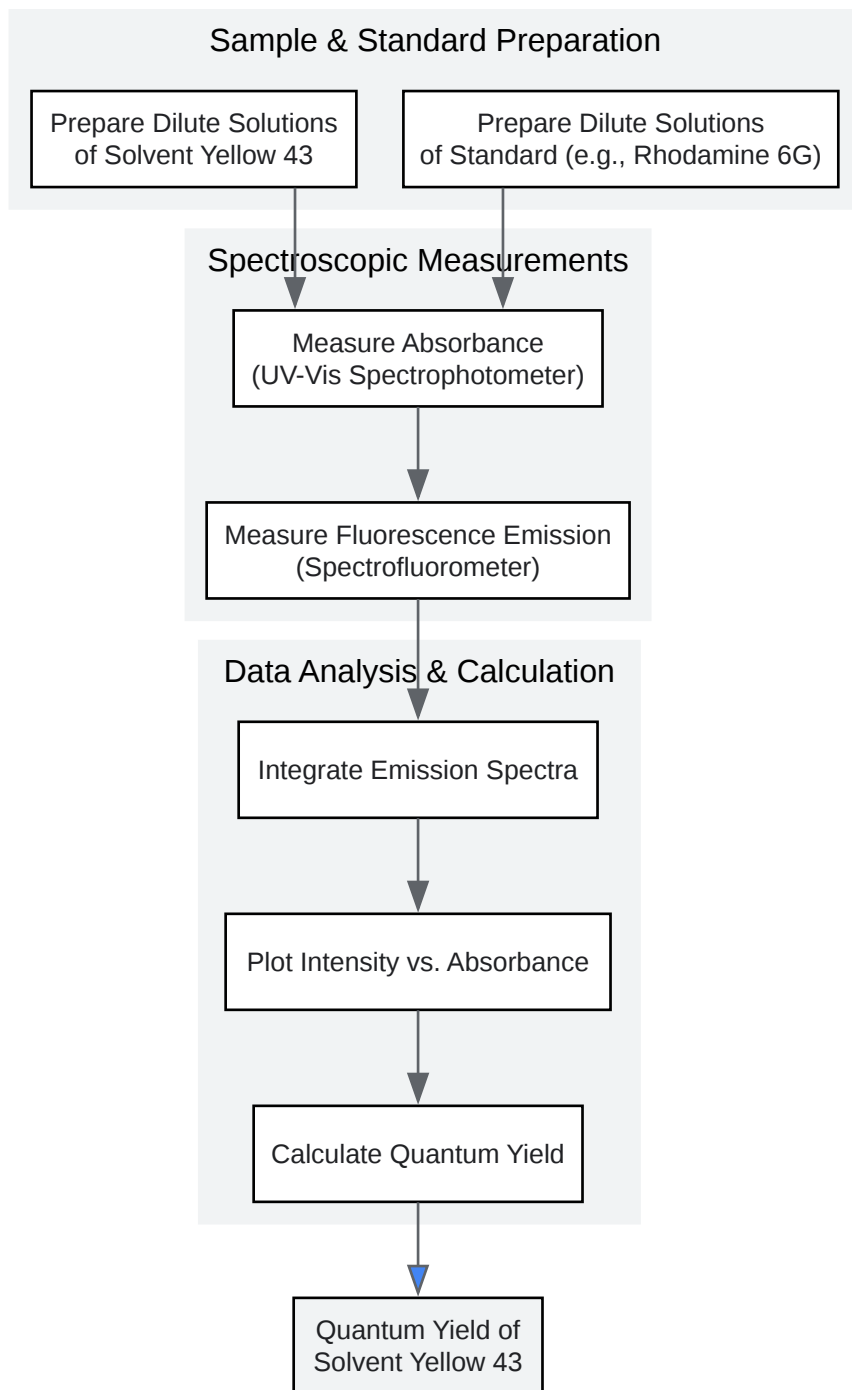 Sample & Standard Preparation
Prepare Dilute Solutions
of Solvent Yellow 43
Prepare Dilute Solutions
of Standard (e.g., Rhodamine 6G)
Spectroscopic Measurements
Measure Absorbance
(UV-Vis Spectrophotometer)
Measure Fluorescence Emission
(Spectrofluorometer)
Data Analysis & Calculation
Integrate Emission Spectra
Plot Intensity vs. Absorbance
Calculate Quantum Yield
Quantum Yield of
Solvent Yellow 43